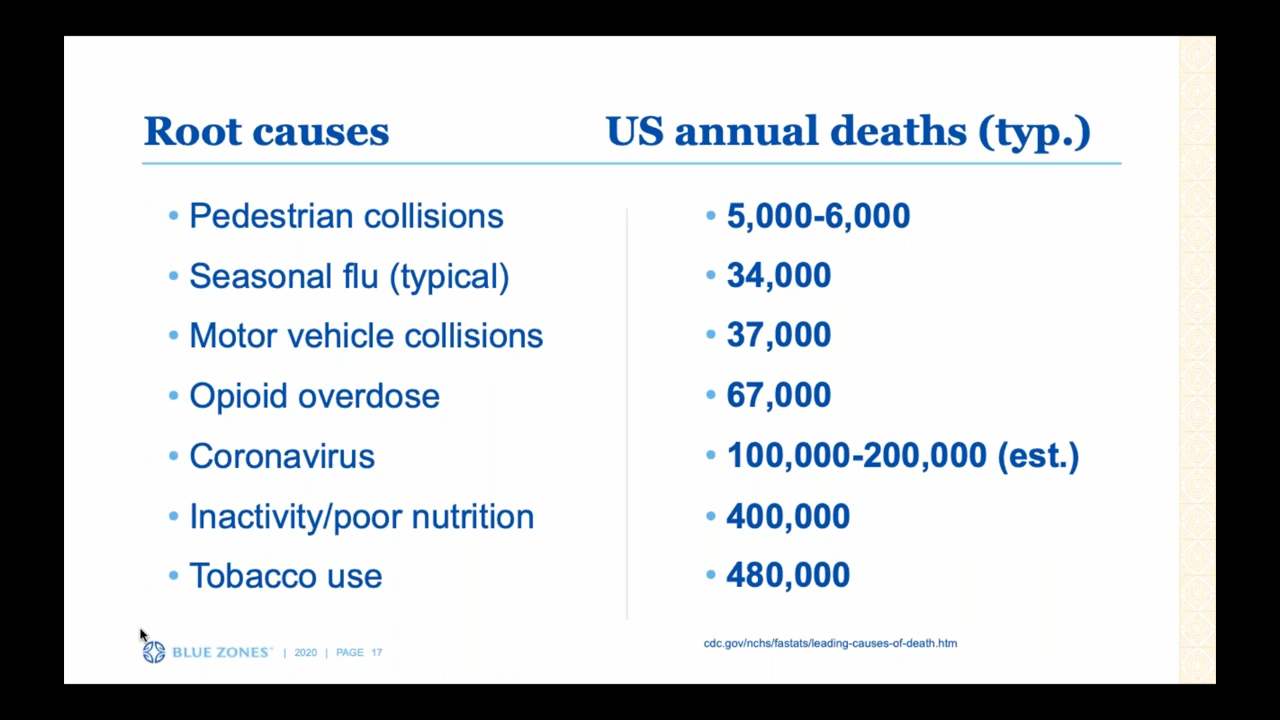 Root causes US annual deaths (typ.)
• Pedestrian collisions • 5,000-6,000
• Seasonal flu (typical) • 34,000
• Motor vehicle collisions • 37,000
• Opioid overdose • 67,000
• Coronavirus • 100,000-200,000 (est.)
• Inactivity/poor nutrition • 400,000
• Tobacco use • 480,000
BLUE ZONES™ | 2020 | PAGE 17 cdc.gov/nchs/fastats/leading-causes-of-death.htm